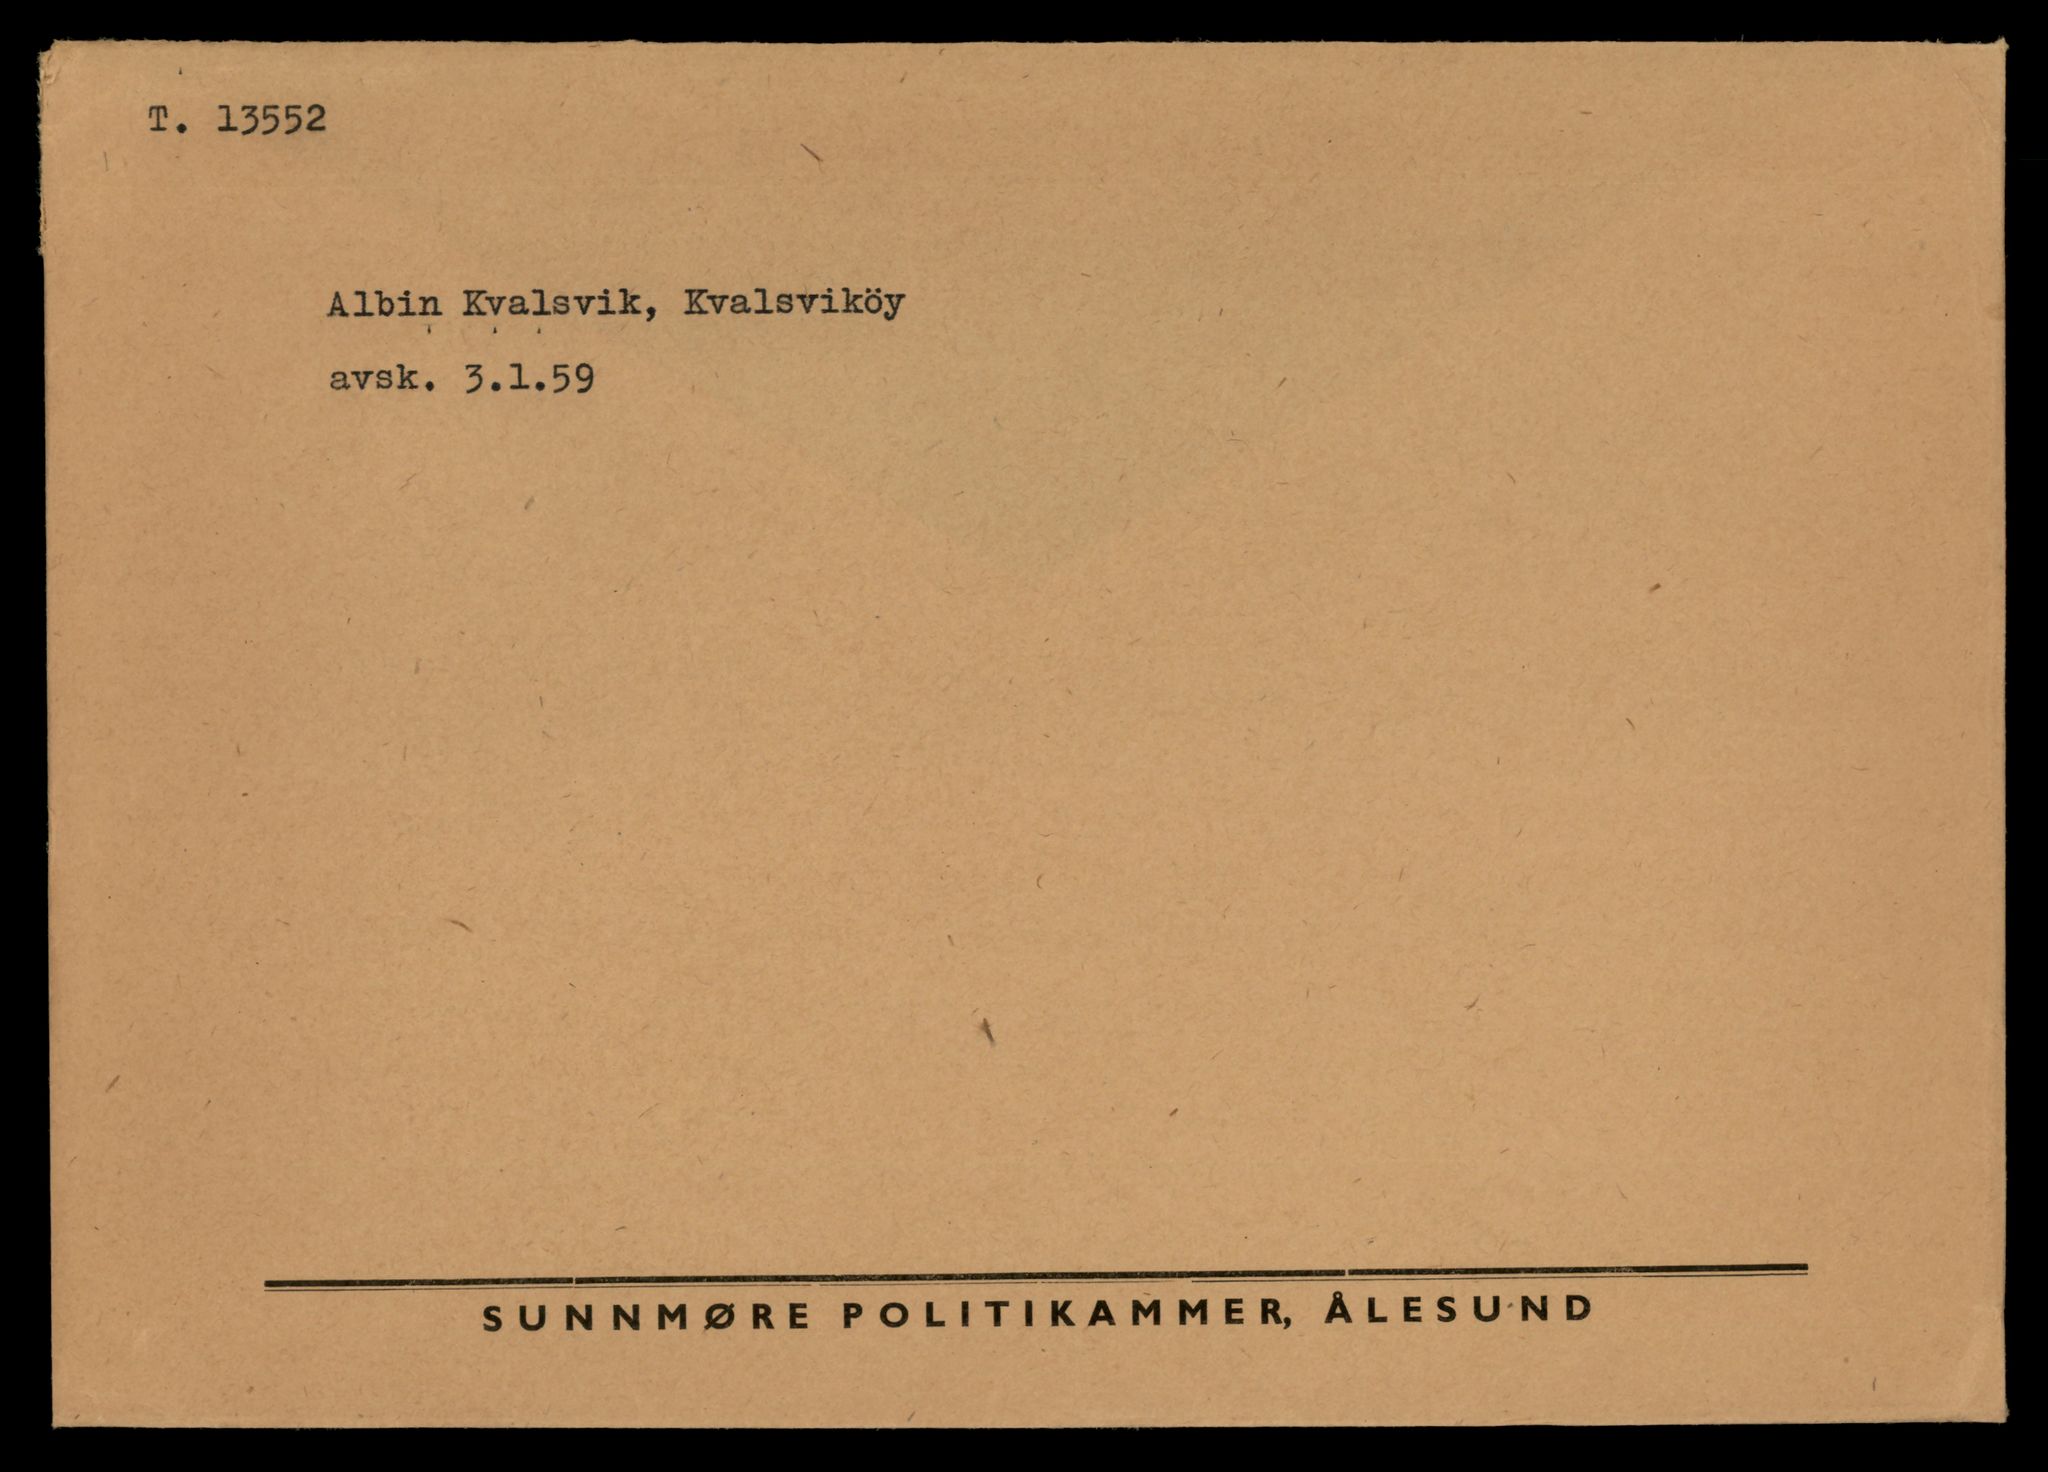 T. 13552
Albin Kvalsvik, Kvalsviköy
avsk. 3.1.59
SUNNMØRE POLITIKAMMER, ÅLESUND